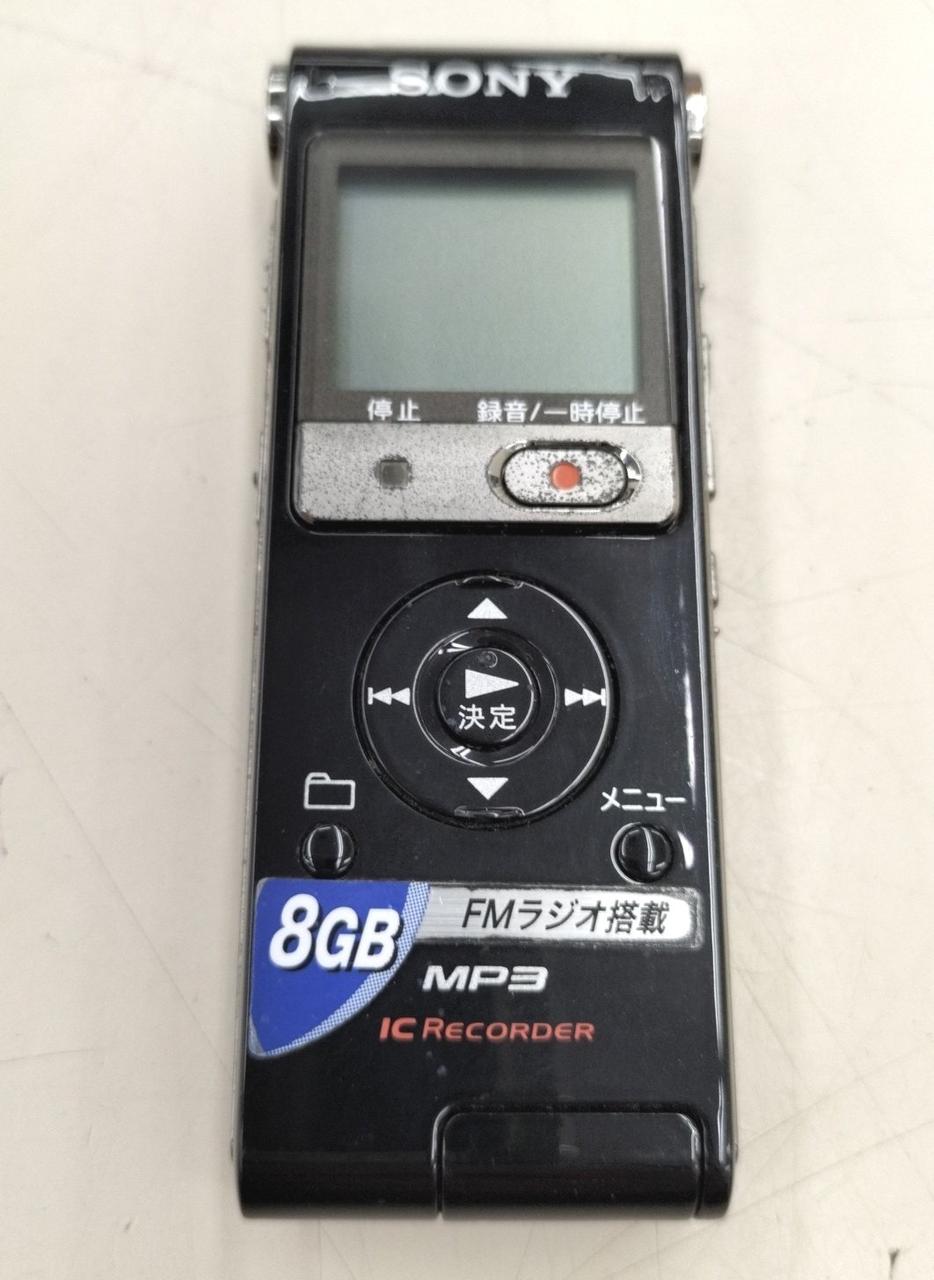 SONY
停止 録音/一時停止
決定
メニュー
8GB FMラジオ搭載
MP3
IC RECORDER